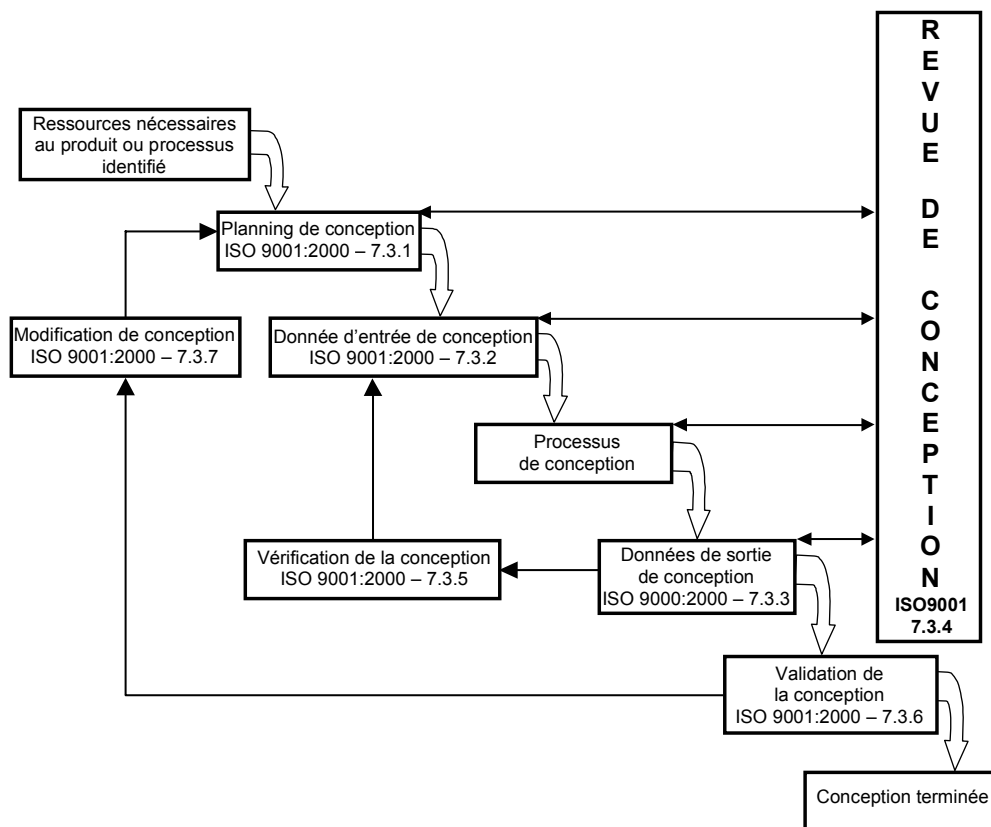 Ressources nécessaires
au produit ou processus
identifié
Planning de conception
ISO 9001:2000 – 7.3.1
Modification de conception
ISO 9001:2000 – 7.3.7
Donnée d'entrée de conception
ISO 9001:2000 – 7.3.2
Processus
de conception
Vérification de la conception
ISO 9001:2000 – 7.3.5
Données de sortie
de conception
ISO 9000:2000 – 7.3.3
Validation de
la conception
ISO 9001:2000 – 7.3.6
Conception terminée
REVUE DE CONCEPTION
ISO9001
7.3.4